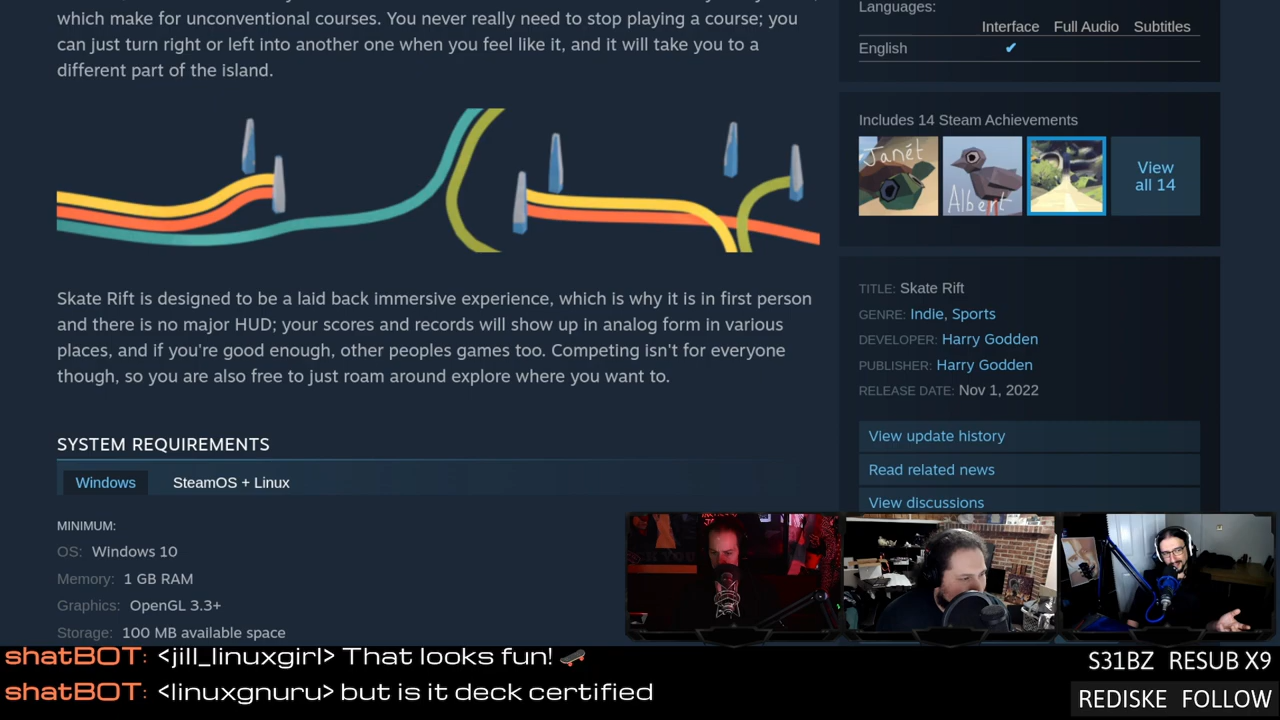 which make for unconventional courses. You never really need to stop playing a course; you
can just turn right or left into another one when you feel like it, and it will take you to a
different part of the island.
Skate Rift is designed to be a laid back immersive experience, which is why it is in first person
and there is no major HUD; your scores and records will show up in analog form in various
places, and if you're good enough, other peoples games too. Competing isn't for everyone
though, so you are also free to just roam around explore where you want to.
SYSTEM REQUIREMENTS
Windows SteamOS + Linux
MINIMUM:
OS: Windows 10
Memory: 1 GB RAM
Graphics: OpenGL 3.3+
Storage: 100 MB available space
Languages:
Interface Full Audio Subtitles
English ✔
Includes 14 Steam Achievements
Janét
Albert
View
all 14
TITLE: Skate Rift
GENRE: Indie, Sports
DEVELOPER: Harry Godden
PUBLISHER: Harry Godden
RELEASE DATE: Nov 1, 2022
View update history
Read related news
View discussions
shatBOT: <jill_linuxgirl> That looks fun! 🛹
shatBOT: <linuxgnuru> but is it deck certified
S31BZ RESUB X9
REDISKE FOLLOW